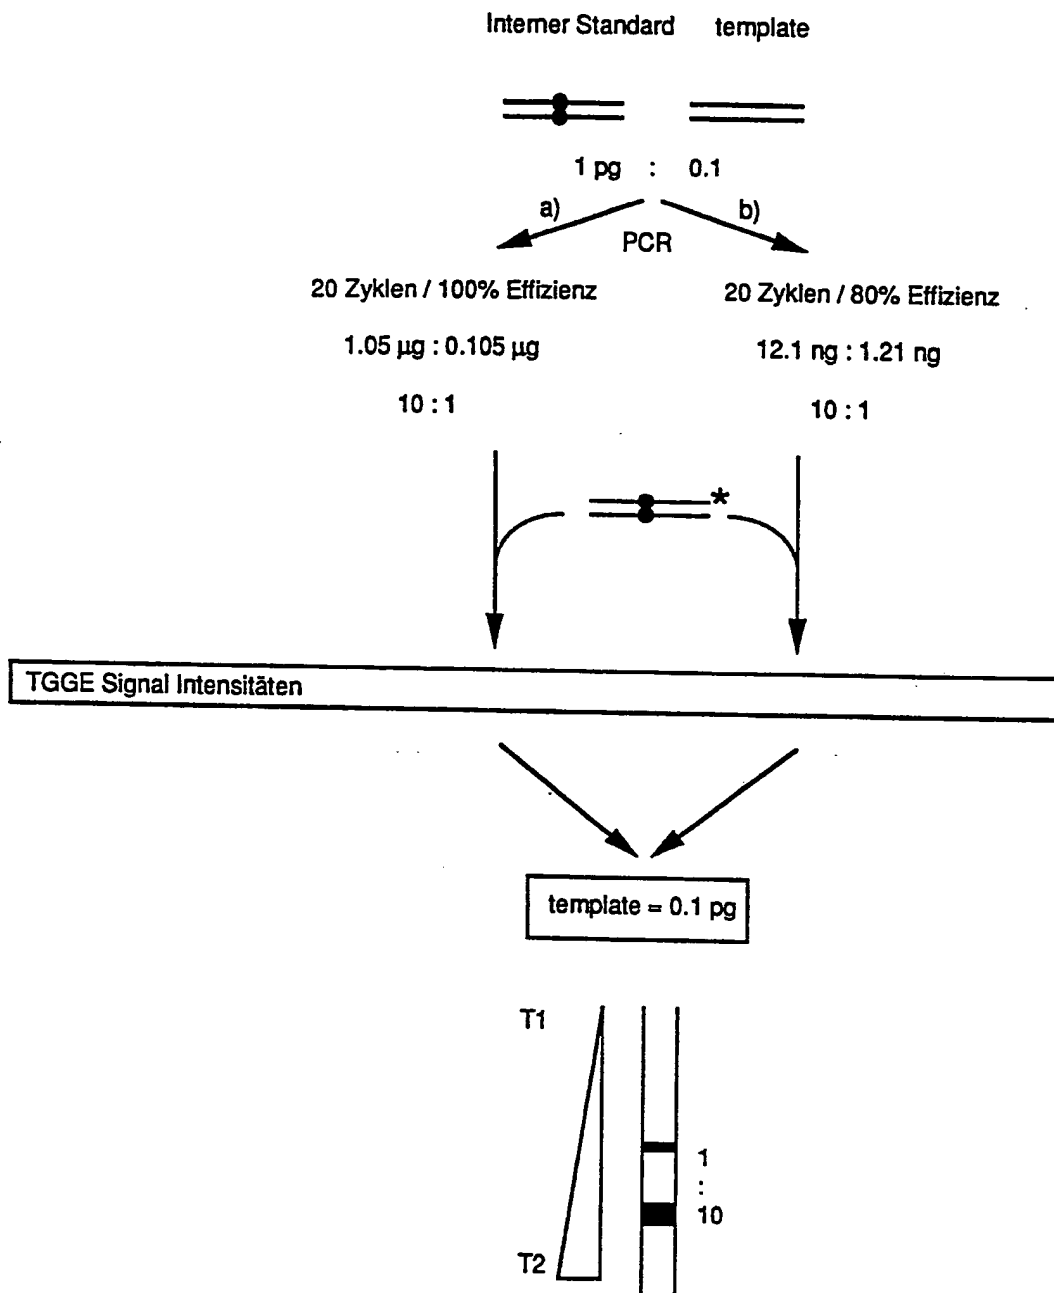 Interner Standard template
1 pg : 0.1
a) b)
PCR
20 Zyklen / 100% Effizienz 20 Zyklen / 80% Effizienz
1.05 µg : 0.105 µg 12.1 ng : 1.21 ng
10 : 1 10 : 1
*
TGGE Signal Intensitäten
template = 0.1 pg
T1
1
:
10
T2